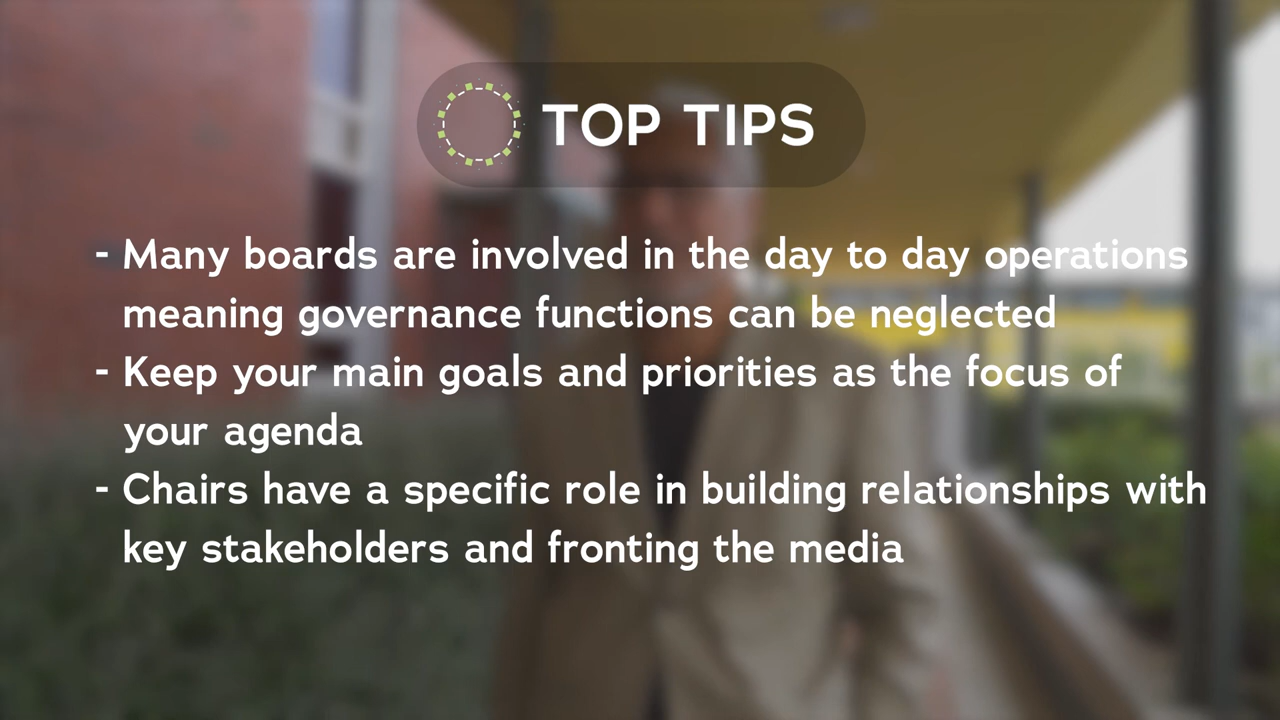 TOP TIPS
- Many boards are involved in the day to day operations
meaning governance functions can be neglected
- Keep your main goals and priorities as the focus of
your agenda
- Chairs have a specific role in building relationships with
key stakeholders and fronting the media